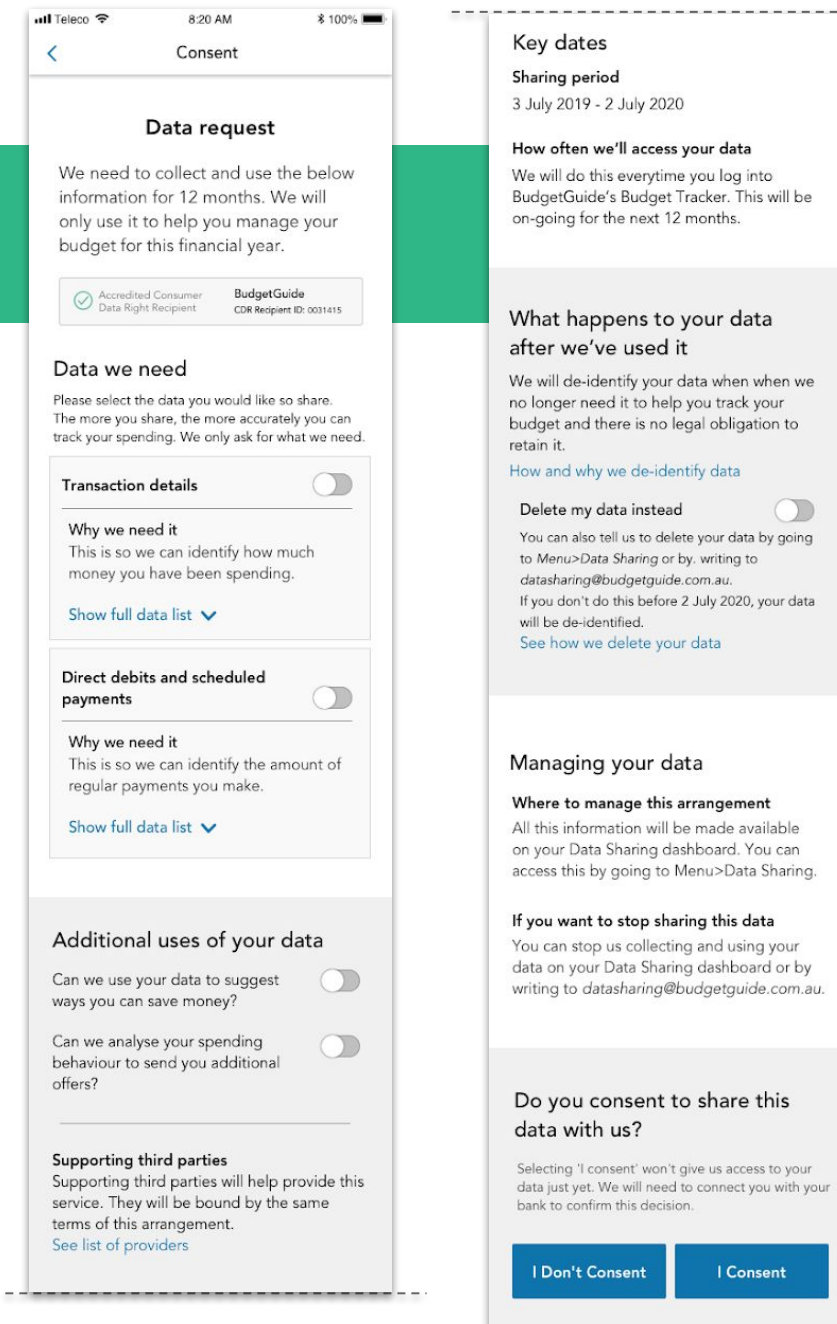 Teleco 8:20 AM 100%
Consent
Data request
We need to collect and use the below
information for 12 months. We will
only use it to help you manage your
budget for this financial year.
Accredited Consumer
Data Right Recipient
BudgetGuide
CDR Recipient ID: 0031415
Data we need
Please select the data you would like so share.
The more you share, the more accurately you can
track your spending. We only ask for what we need.
Transaction details
Why we need it
This is so we can identify how much
money you have been spending.
Show full data list
Direct debits and scheduled
payments
Why we need it
This is so we can identify the amount of
regular payments you make.
Show full data list
Additional uses of your data
Can we use your data to suggest
ways you can save money?
Can we analyse your spending
behaviour to send you additional
offers?
Supporting third parties
Supporting third parties will help provide this
service. They will be bound by the same
terms of this arrangement.
See list of providers
Key dates
Sharing period
3 July 2019 - 2 July 2020
How often we'll access your data
We will do this everytime you log into
BudgetGuide's Budget Tracker. This will be
on-going for the next 12 months.
What happens to your data
after we've used it
We will de-identify your data when when we
no longer need it to help you track your
budget and there is no legal obligation to
retain it.
How and why we de-identify data
Delete my data instead
You can also tell us to delete your data by going
to Menu>Data Sharing or by. writing to
datasharing@budgetguide.com.au.
If you don't do this before 2 July 2020, your data
will be de-identified.
See how we delete your data
Managing your data
Where to manage this arrangement
All this information will be made available
on your Data Sharing dashboard. You can
access this by going to Menu>Data Sharing.
If you want to stop sharing this data
You can stop us collecting and using your
data on your Data Sharing dashboard or by
writing to datasharing@budgetguide.com.au.
Do you consent to share this
data with us?
Selecting 'I consent' won't give us access to your
data just yet. We will need to connect you with your
bank to confirm this decision.
I Don't Consent
I Consent